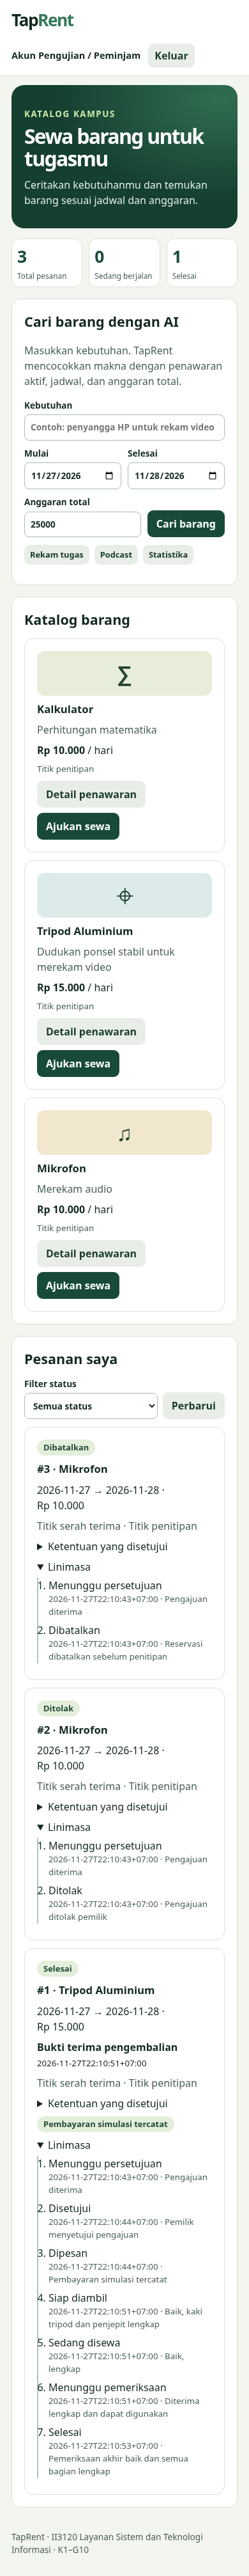 TapRent
Akun Pengujian / Peminjam
Keluar
KATALOG KAMPUS
Sewa barang untuk
tugasmu
Ceritakan kebutuhanmu dan temukan
barang sesuai jadwal dan anggaran.
3
Total pesanan
0
Sedang berjalan
1
Selesai
Cari barang dengan AI
Masukkan kebutuhan. TapRent
mencocokkan makna dengan penawaran
aktif, jadwal, dan anggaran total.
Kebutuhan
Contoh: penyangga HP untuk rekam video
Mulai
Selesai
11/27/2026
11/28/2026
Anggaran total
25000
Cari barang
Rekam tugas
Podcast
Statistika
Katalog barang
∑
Kalkulator
Perhitungan matematika
Rp 10.000 / hari
Titik penitipan
Detail penawaran
Ajukan sewa
⌖
Tripod Aluminium
Dudukan ponsel stabil untuk
merekam video
Rp 15.000 / hari
Titik penitipan
Detail penawaran
Ajukan sewa
♫
Mikrofon
Merekam audio
Rp 10.000 / hari
Titik penitipan
Detail penawaran
Ajukan sewa
Pesanan saya
Filter status
Semua status
Perbarui
Dibatalkan
#3 · Mikrofon
2026-11-27 → 2026-11-28 ·
Rp 10.000
Titik serah terima · Titik penitipan
▶ Ketentuan yang disetujui
▼ Linimasa
1. Menunggu persetujuan
2026-11-27T22:10:43+07:00 · Pengajuan
diterima
2. Dibatalkan
2026-11-27T22:10:43+07:00 · Reservasi
dibatalkan sebelum penitipan
Ditolak
#2 · Mikrofon
2026-11-27 → 2026-11-28 ·
Rp 10.000
Titik serah terima · Titik penitipan
▶ Ketentuan yang disetujui
▼ Linimasa
1. Menunggu persetujuan
2026-11-27T22:10:43+07:00 · Pengajuan
diterima
2. Ditolak
2026-11-27T22:10:43+07:00 · Pengajuan
ditolak pemilik
Selesai
#1 · Tripod Aluminium
2026-11-27 → 2026-11-28 ·
Rp 15.000
Bukti terima pengembalian
2026-11-27T22:10:51+07:00
Titik serah terima · Titik penitipan
▶ Ketentuan yang disetujui
Pembayaran simulasi tercatat
▼ Linimasa
1. Menunggu persetujuan
2026-11-27T22:10:43+07:00 · Pengajuan
diterima
2. Disetujui
2026-11-27T22:10:44+07:00 · Pemilik
menyetujui pengajuan
3. Dipesan
2026-11-27T22:10:44+07:00 ·
Pembayaran simulasi tercatat
4. Siap diambil
2026-11-27T22:10:51+07:00 · Baik, kaki
tripod dan penjepit lengkap
5. Sedang disewa
2026-11-27T22:10:51+07:00 · Baik,
lengkap
6. Menunggu pemeriksaan
2026-11-27T22:10:51+07:00 · Diterima
lengkap dan dapat digunakan
7. Selesai
2026-11-27T22:10:53+07:00 ·
Pemeriksaan akhir baik dan semua
bagian lengkap
TapRent · II3120 Layanan Sistem dan Teknologi
Informasi · K1–G10